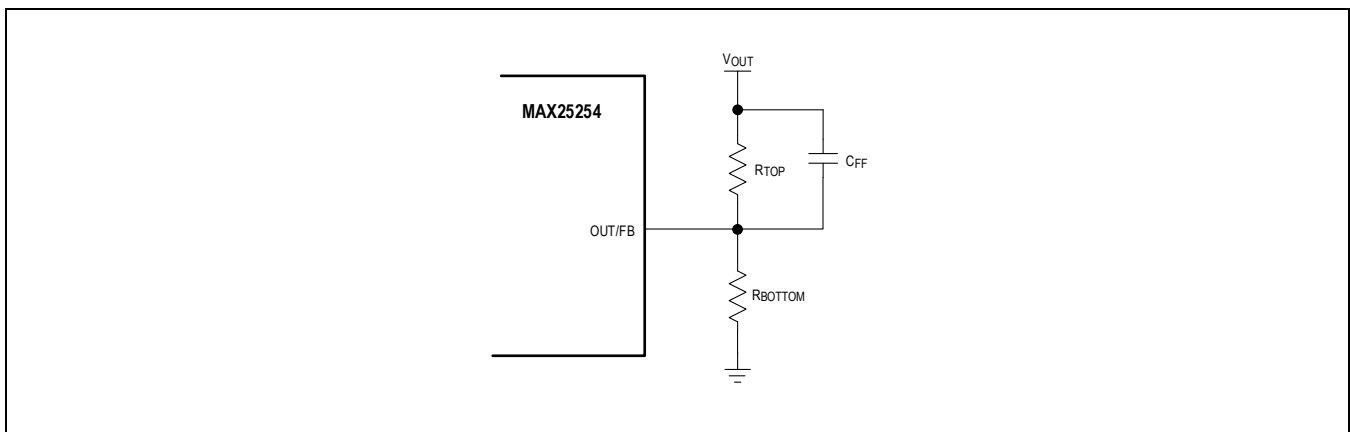 VOUT
MAX25254
RTOP
CFF
OUT/FB
RBOTTOM